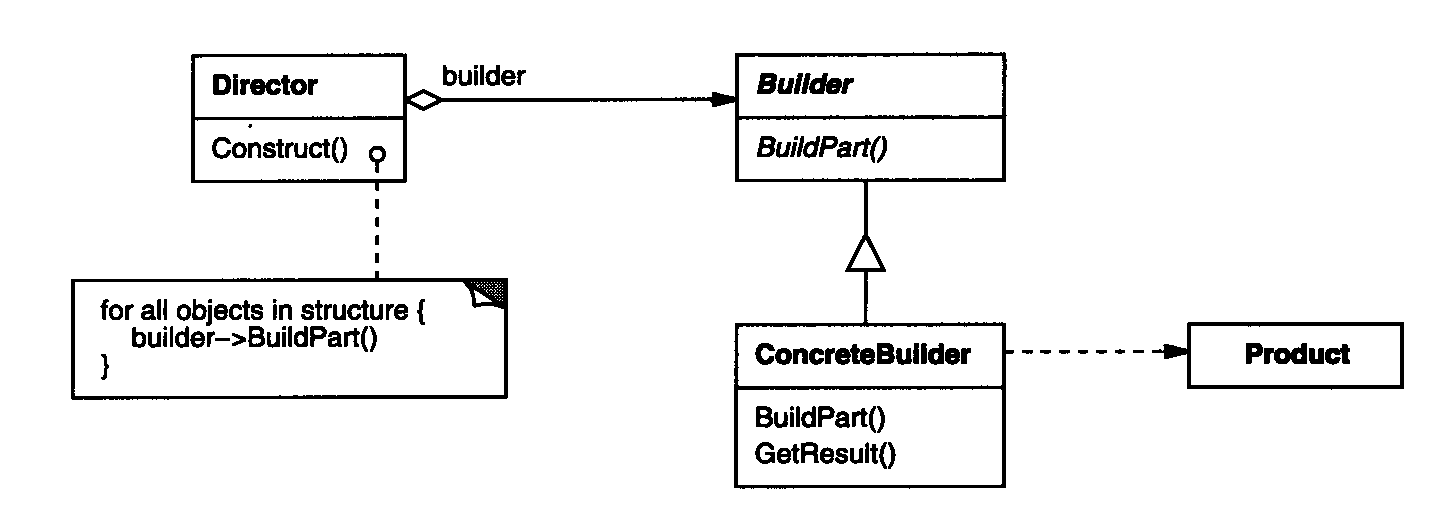 Director
Construct()
builder
Builder
BuildPart()
for all objects in structure {
builder->BuildPart()
}
ConcreteBuilder
BuildPart()
GetResult()
Product